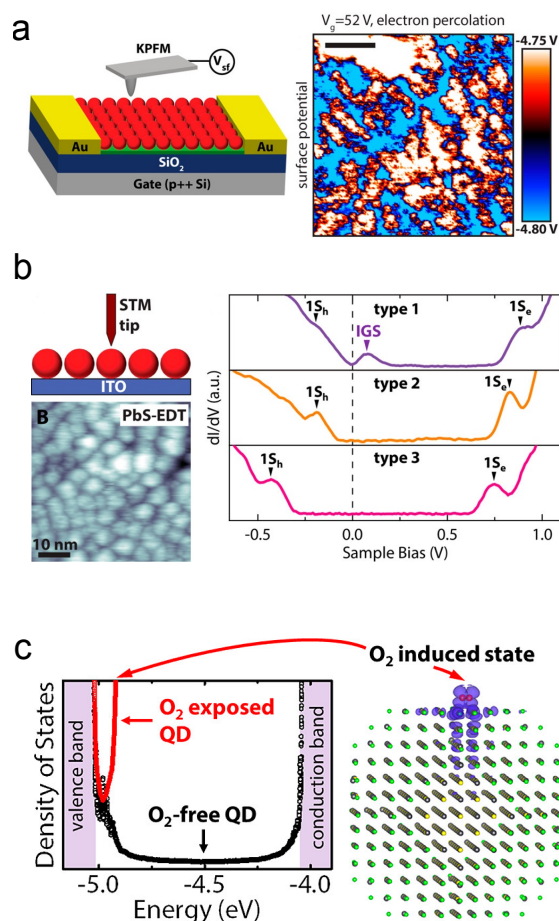 a
KPFM
V_sf
Au
Au
SiO₂
Gate (p++ Si)
V_g=52 V, electron percolation
surface potential
-4.75 V
-4.80 V
b
STM
tip
ITO
B
PbS-EDT
10 nm
dI/dV (a.u.)
type 1
1S_h
IGS
1S_e
type 2
1S_h
1S_e
type 3
1S_h
1S_e
-0.5
0.0
0.5
1.0
Sample Bias (V)
c
O₂ induced state
Density of States
valence band
O₂ exposed
QD
O₂-free QD
conduction band
-5.0
-4.5
-4.0
Energy (eV)